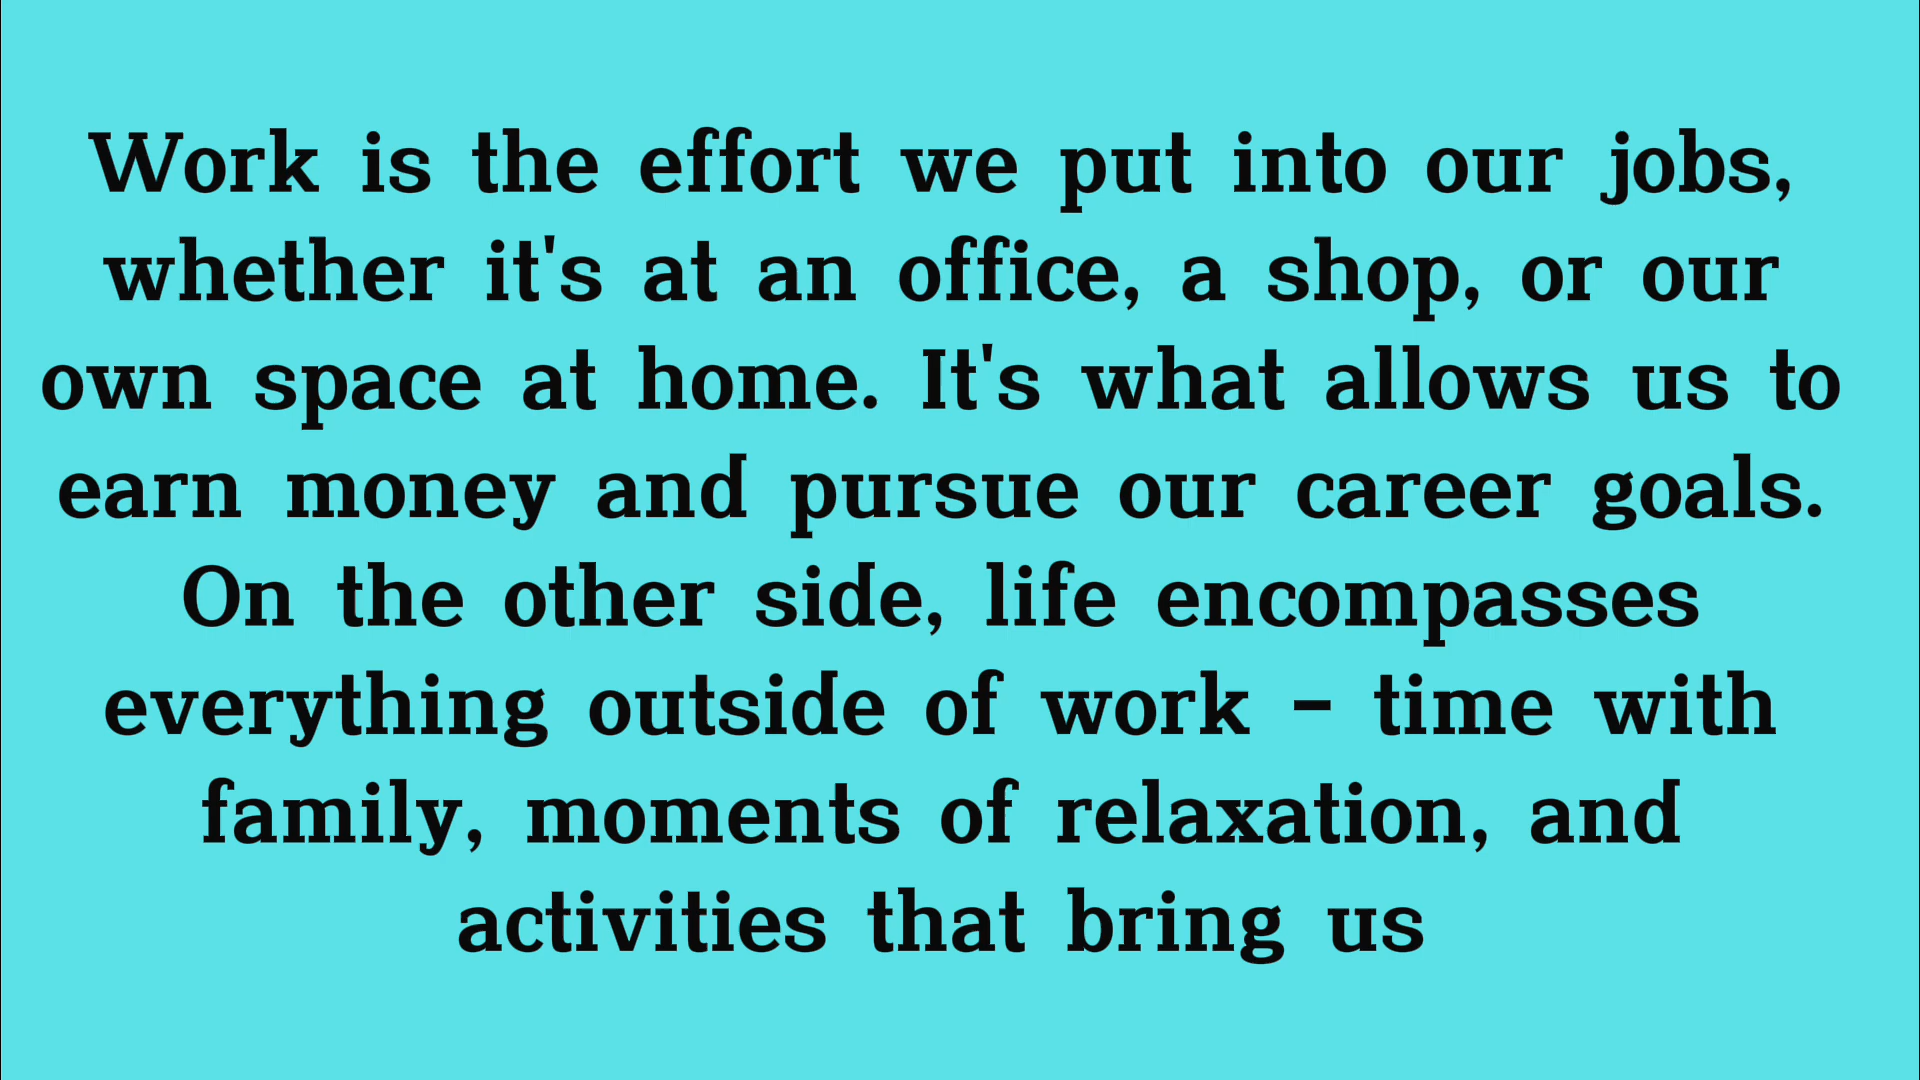 Work is the effort we put into our jobs,
whether it's at an office, a shop, or our
own space at home. It's what allows us to
earn money and pursue our career goals.
On the other side, life encompasses
everything outside of work - time with
family, moments of relaxation, and
activities that bring us